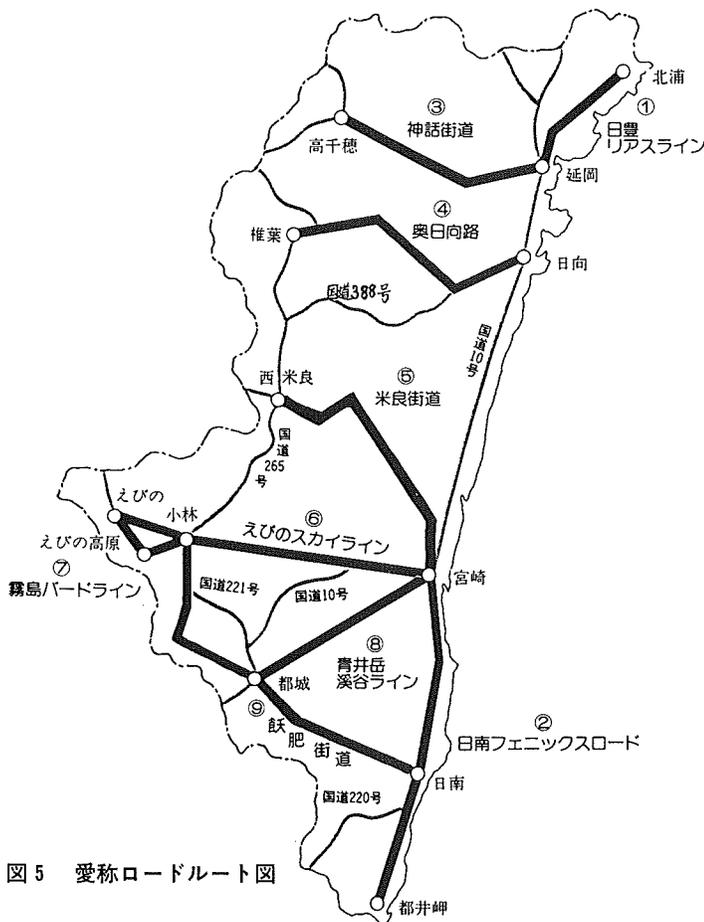 北浦
①
日豊
リアスライン
③
神話街道
高千穂
延岡
④
奥日向路
椎葉
日向
国道388号
国道10号
西米良
⑤
米良街道
国道265号
えびの
小林
⑥
えびのスカイライン
えびの高原
⑦
霧島バードライン
国道221号
国道10号
宮崎
⑧
青井岳
渓谷ライン
都城
⑨
飫肥街道
②
日南フェニックスロード
日南
国道220号
図5 愛称ロードルート図
都井岬